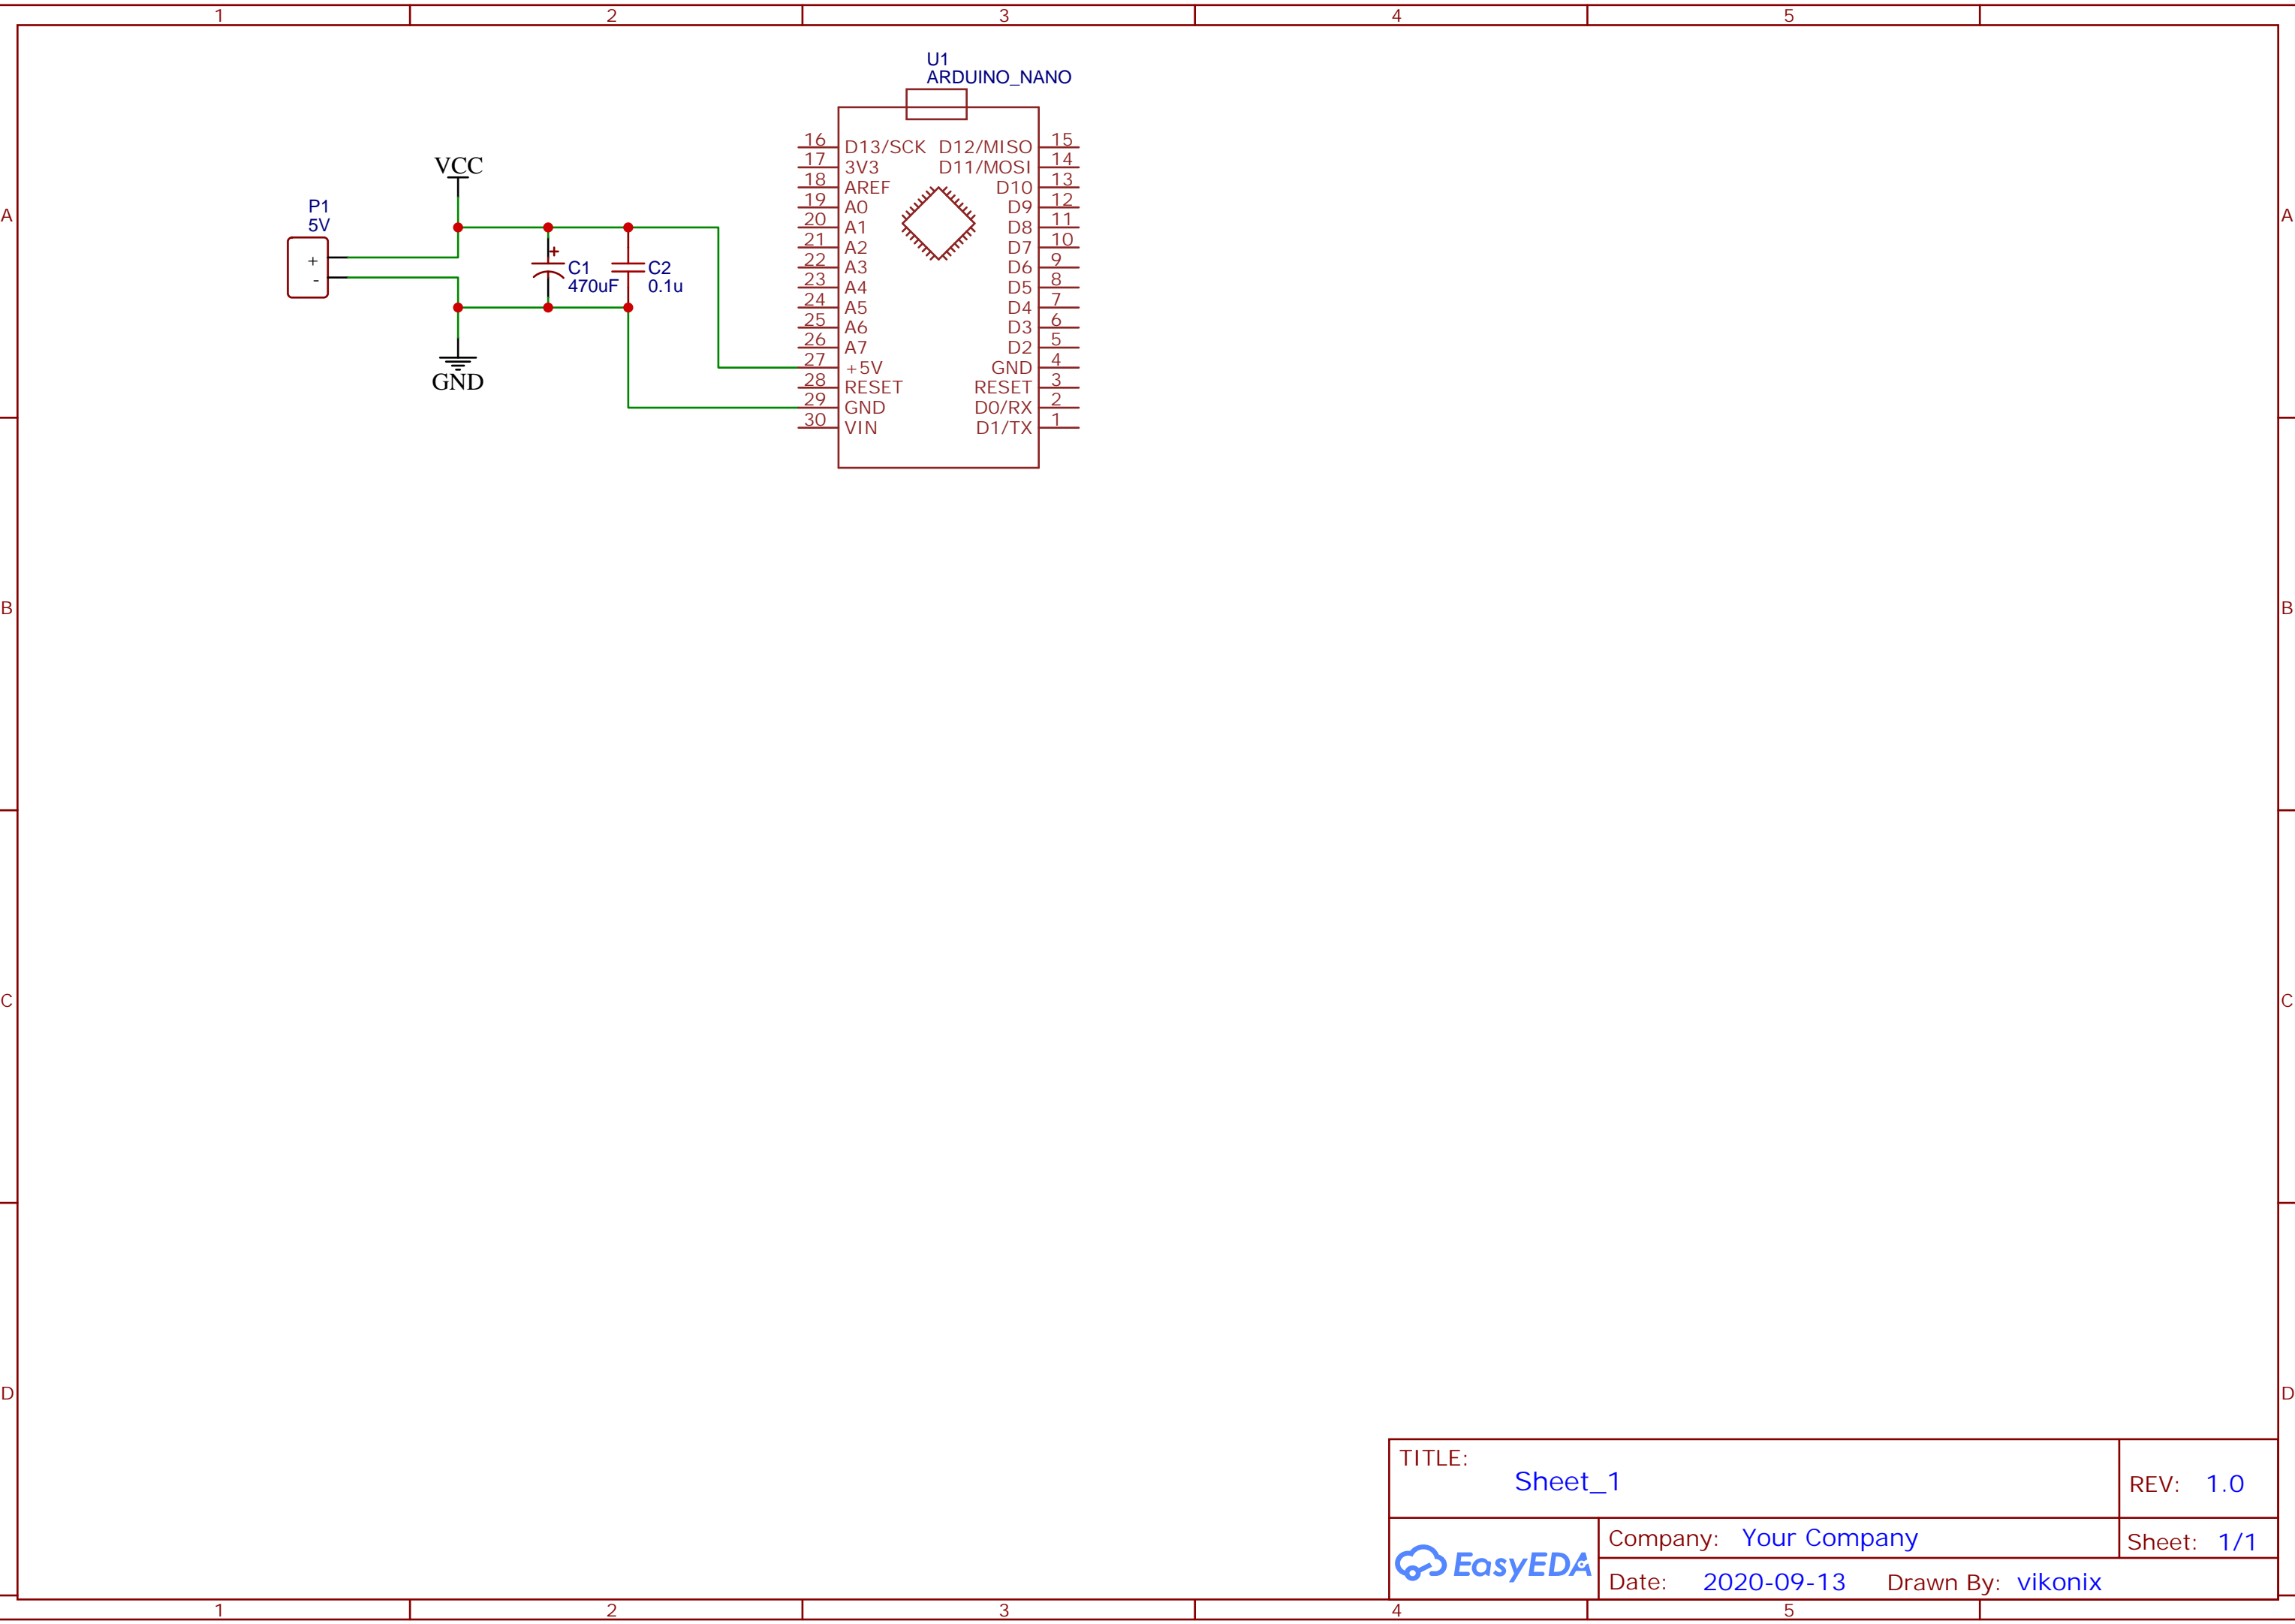 1 2 3 4 5
U1
ARDUINO_NANO
16 D13/SCK D12/MISO 15
17 3V3 D11/MOSI 14
18 AREF D10 13
19 A0 D9 12
20 A1 D8 11
21 A2 D7 10
22 A3 D6 9
23 A4 D5 8
24 A5 D4 7
25 A6 D3 6
26 A7 D2 5
27 +5V GND 4
28 RESET RESET 3
29 GND D0/RX 2
30 VIN D1/TX 1
VCC
P1
5V
+
-
+
C1
470uF
C2
0.1u
GND
A A
B B
C C
D D
TITLE:
Sheet_1
REV: 1.0
EasyEDA
Company: Your Company
Sheet: 1/1
Date: 2020-09-13 Drawn By: vikonix
1 2 3 4 5